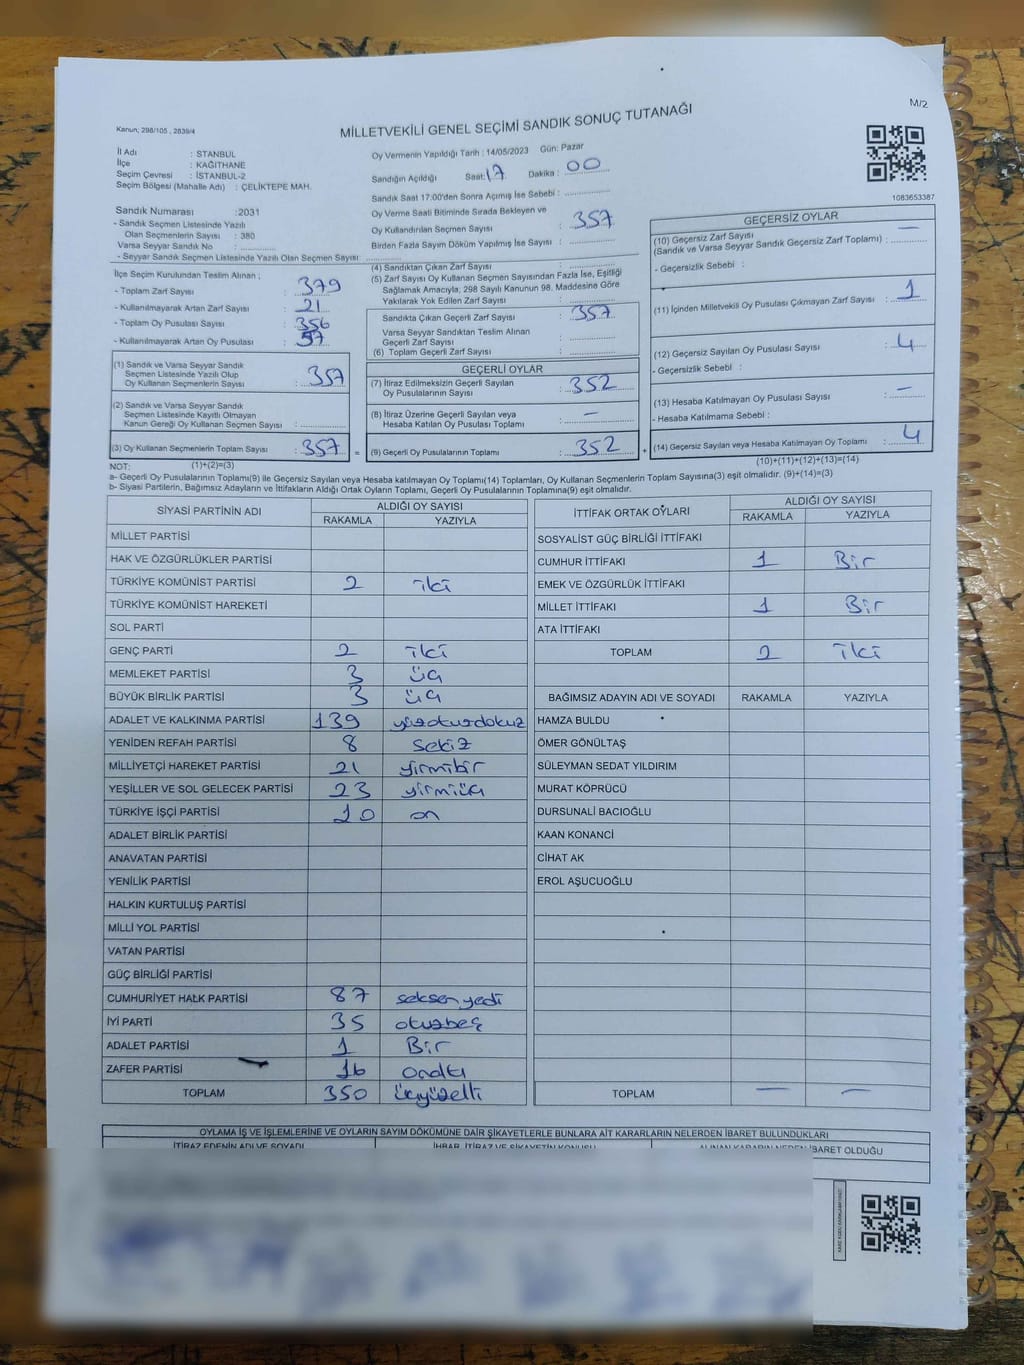 M/2
Kanun; 298/105 , 2839/4
MİLLETVEKİLİ GENEL SEÇİMİ SANDIK SONUÇ TUTANAĞI
İl Adı : STANBUL
İlçe : KAĞITHANE
Seçim Çevresi : İSTANBUL-2
Seçim Bölgesi (Mahalle Adı) : ÇELİKTEPE MAH.
Oy Vermenin Yapıldığı Tarih : 14/05/2023 Gün: Pazar
Sandığın Açıldığı Saat: 17 Dakika : 00
Sandık Saat 17:00'den Sonra Açımış İse Sebebi :
1083653387
Sandık Numarası : 2031
- Sandık Seçmen Listesinde Yazılı
Olan Seçmenlerin Sayısı : 380
Varsa Seyyar Sandık No :
- Seyyar Sandık Seçmen Listesinde Yazılı Olan Seçmen Sayısı:
Oy Verme Saati Bitiminde Sırada Bekleyen ve
Oy Kullandırılan Seçmen Sayısı : 357
Birden Fazla Sayım Döküm Yapılmış İse Sayısı :
İlçe Seçim Kurulundan Teslim Alınan ;
- Toplam Zarf Sayısı : 379
- Kullanılmayarak Artan Zarf Sayısı : 21
- Toplam Oy Pusulası Sayısı : 356
- Kullanılmayarak Artan Oy Pusulası :
(4) Sandıktan Çıkan Zarf Sayısı :
(5) Zarf Sayısı Oy Kullanan Seçmen Sayısından Fazla İse, Eşitliği
Sağlamak Amacıyla; 298 Sayılı Kanunun 98. Maddesine Göre
Yakılarak Yok Edilen Zarf Sayısı :
Sandıkta Çıkan Geçerli Zarf Sayısı : 357
Varsa Seyyar Sandıktan Teslim Alınan
Geçerli Zarf Sayısı :
(6) Toplam Geçerli Zarf Sayısı :
GEÇERSİZ OYLAR
(10) Geçersiz Zarf Sayısı : —
(Sandık ve Varsa Seyyar Sandık Geçersiz Zarf Toplamı) :
- Geçersizlik Sebebi :
(11) İçinden Milletvekili Oy Pusulası Çıkmayan Zarf Sayısı : 1
(12) Geçersiz Sayılan Oy Pusulası Sayısı : 4
- Geçersizlik Sebebi :
(13) Hesaba Katılmayan Oy Pusulası Sayısı : —
- Hesaba Katılmama Sebebi :
(14) Geçersiz Sayılan veya Hesaba Katılmayan Oy Toplamı : 4
(10)+(11)+(12)+(13)=(14)
(1) Sandık ve Varsa Seyyar Sandık
Seçmen Listesinde Yazılı Olup
Oy Kullanan Seçmenlerin Sayısı : 357
(2) Sandık ve Varsa Seyyar Sandık
Seçmen Listesinde Kayıtlı Olmayan
Kanun Gereği Oy Kullanan Seçmen Sayısı :
(3) Oy Kullanan Seçmenlerin Toplam Sayısı : 357 =
(1)+(2)=(3)
GEÇERLİ OYLAR
(7) İtiraz Edilmeksizin Geçerli Sayılan
Oy Pusulalarının Sayısı : 352
(8) İtiraz Üzerine Geçerli Sayılan veya
Hesaba Katılan Oy Pusulası Toplamı : —
(9) Geçerli Oy Pusulalarının Toplamı : 352 +
NOT:
a- Geçerli Oy Pusulalarının Toplamı(9) ile Geçersiz Sayılan veya Hesaba katılmayan Oy Toplamı(14) Toplamları, Oy Kullanan Seçmenlerin Toplam Sayısına(3) eşit olmalıdır. (9)+(14)=(3)
b- Siyasi Partilerin, Bağımsız Adayların ve İttifakların Aldığı Ortak Oyların Toplamı, Geçerli Oy Pusulalarının Toplamına(9) eşit olmalıdır.
SİYASİ PARTİNİN ADI ALDIĞI OY SAYISI
RAKAMLA YAZIYLA
MİLLET PARTİSİ
HAK VE ÖZGÜRLÜKLER PARTİSİ
TÜRKİYE KOMÜNİST PARTİSİ 2 iki
TÜRKİYE KOMÜNİST HAREKETİ
SOL PARTİ
GENÇ PARTİ 2 iki
MEMLEKET PARTİSİ 3 üç
BÜYÜK BİRLİK PARTİSİ 3 üç
ADALET VE KALKINMA PARTİSİ 139 yüzotuzdokuz
YENİDEN REFAH PARTİSİ 8 sekiz
MİLLİYETÇİ HAREKET PARTİSİ 21 yirmibir
YEŞİLLER VE SOL GELECEK PARTİSİ 23 yirmiüç
TÜRKİYE İŞÇİ PARTİSİ 10 on
ADALET BİRLİK PARTİSİ
ANAVATAN PARTİSİ
YENİLİK PARTİSİ
HALKIN KURTULUŞ PARTİSİ
MİLLİ YOL PARTİSİ
VATAN PARTİSİ
GÜÇ BİRLİĞİ PARTİSİ
CUMHURİYET HALK PARTİSİ 87 seksenyedi
İYİ PARTİ 35 otuzbeş
ADALET PARTİSİ 1 Bir
ZAFER PARTİSİ 16 onaltı
TOPLAM 350 üçyüzelli
İTTİFAK ORTAK OYLARI ALDIĞI OY SAYISI
RAKAMLA YAZIYLA
SOSYALİST GÜÇ BİRLİĞİ İTTİFAKI
CUMHUR İTTİFAKI 1 Bir
EMEK VE ÖZGÜRLÜK İTTİFAKI
MİLLET İTTİFAKI 1 Bir
ATA İTTİFAKI
TOPLAM 2 iki
BAĞIMSIZ ADAYIN ADI VE SOYADI RAKAMLA YAZIYLA
HAMZA BULDU
ÖMER GÖNÜLTAŞ
SÜLEYMAN SEDAT YILDIRIM
MURAT KÖPRÜCÜ
DURSUNALİ BACIOĞLU
KAAN KONANCİ
CİHAT AK
EROL AŞUCUOĞLU
TOPLAM — —
OYLAMA İŞ VE İŞLEMLERİNE VE OYLARIN SAYIM DÖKÜMÜNE DAİR ŞİKAYETLERLE BUNLARA AİT KARARLARIN NELERDEN İBARET BULUNDUKLARI
İTİRAZ EDENİN ADI VE SOYADI İHBAR, İTİRAZ VE ŞİKAYETİN KONUSU ALINAN KARARIN NEDEN İBARET OLDUĞU